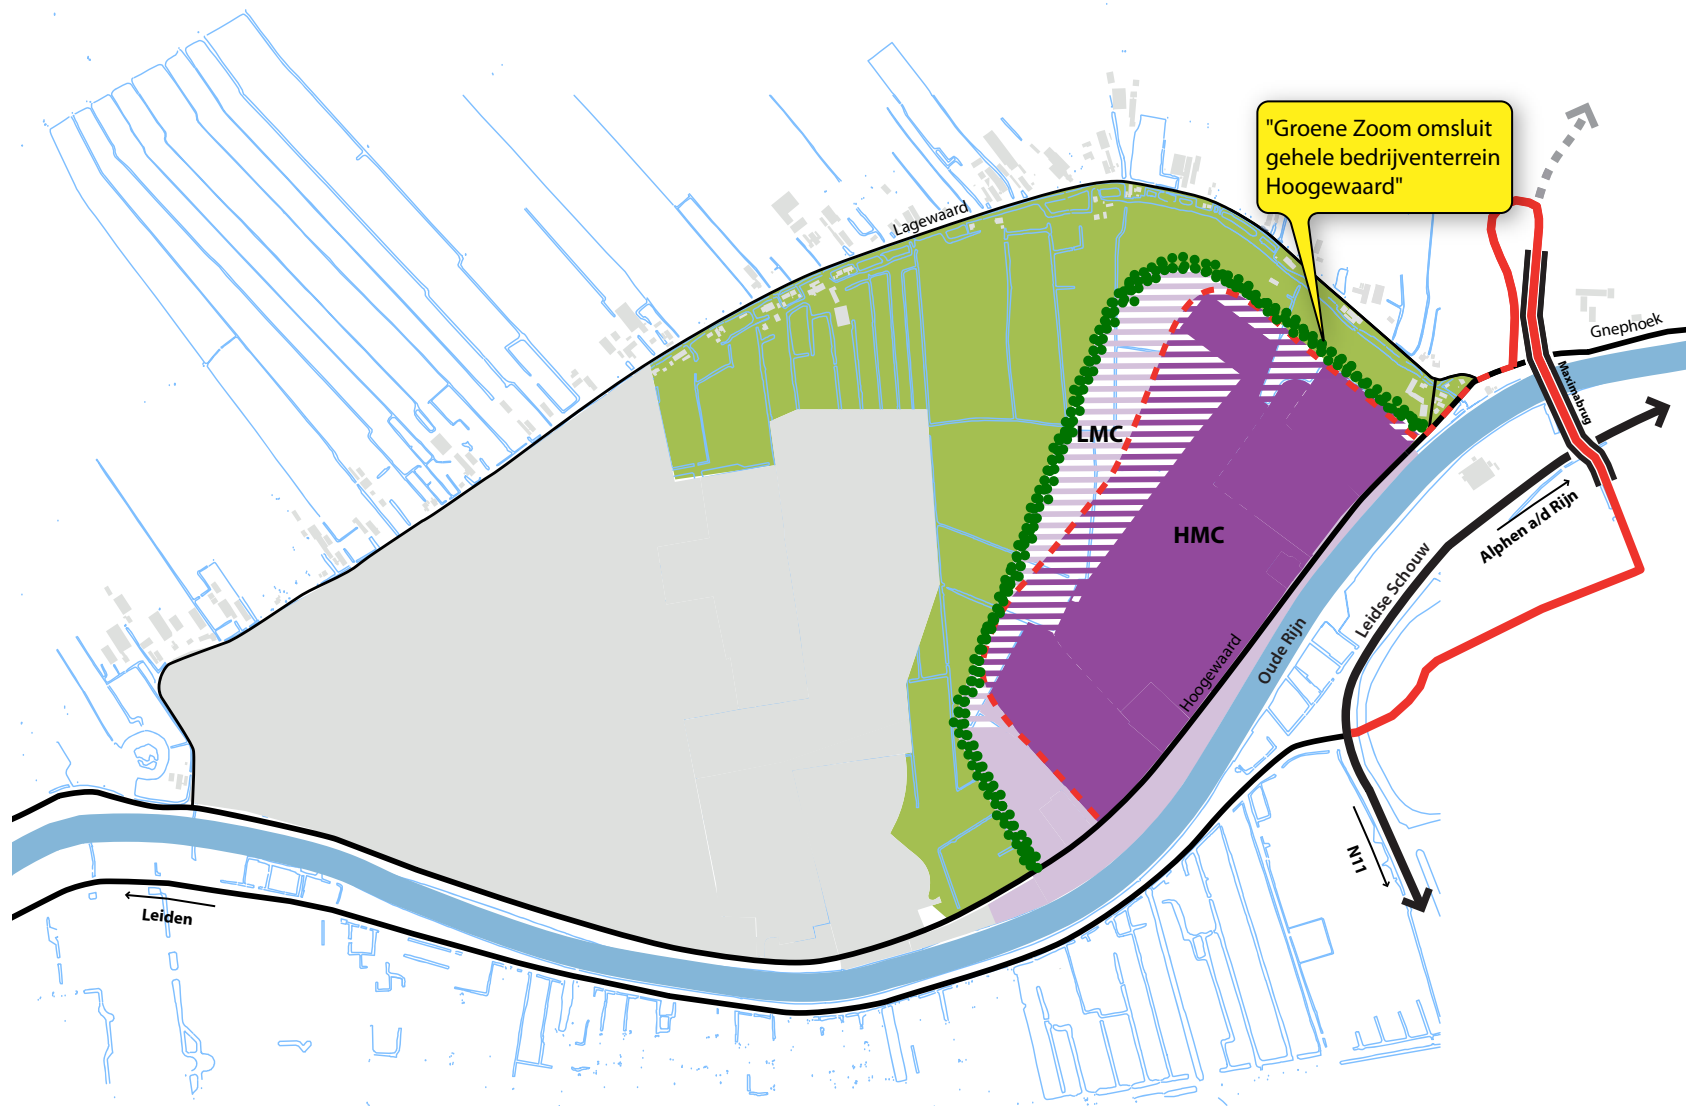 "Groene Zoom omsluit
gehele bedrijventerrein
Hoogewaard"
Lagewaard
Gnephoek
Maximabrug
LMC
HMC
Alphen a/d Rijn
Leidse Schouw
Oude Rijn
Hoogewaard
N11
Leiden